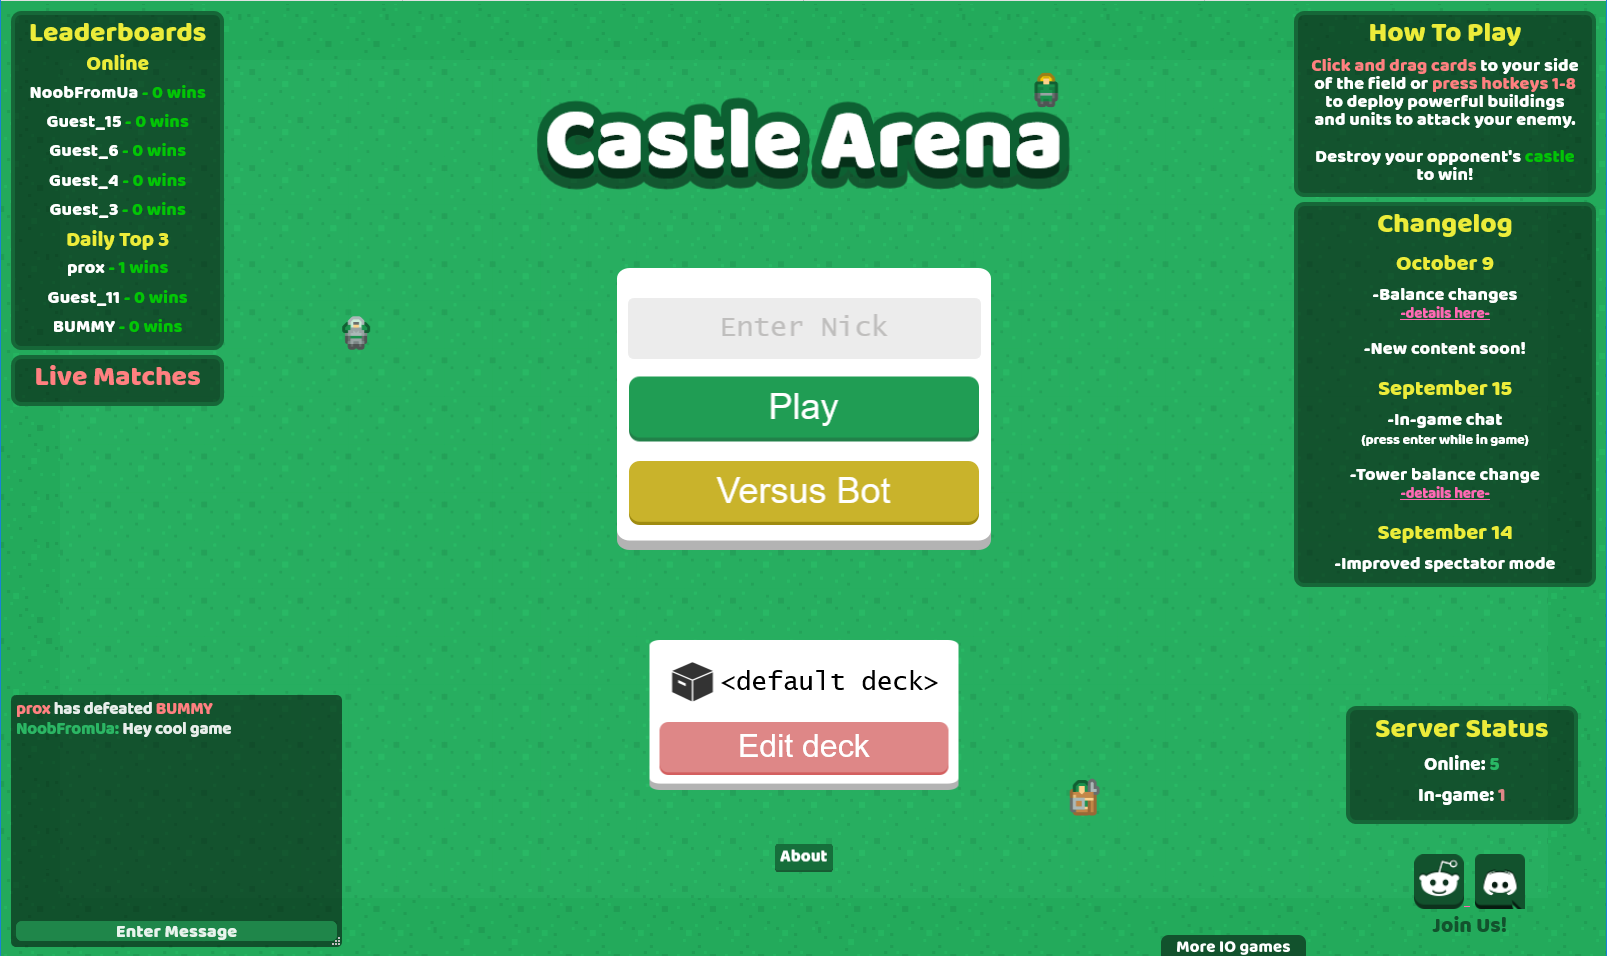 Leaderboards
Online
NoobFromUa - 0 wins
Guest_15 - 0 wins
Guest_6 - 0 wins
Guest_4 - 0 wins
Guest_3 - 0 wins
Daily Top 3
prox - 1 wins
Guest_11 - 0 wins
BUMMY - 0 wins
Live Matches
Castle Arena
Enter Nick
Play
Versus Bot
<default deck>
Edit deck
About
How To Play
Click and drag cards to your side
of the field or press hotkeys 1-8
to deploy powerful buildings
and units to attack your enemy.
Destroy your opponent's castle
to win!
Changelog
October 9
-Balance changes
-details here-
-New content soon!
September 15
-In-game chat
(press enter while in game)
-Tower balance change
-details here-
September 14
-Improved spectator mode
prox has defeated BUMMY
NoobFromUa: Hey cool game
Enter Message
Server Status
Online: 5
In-game: 1
Join Us!
More IO games